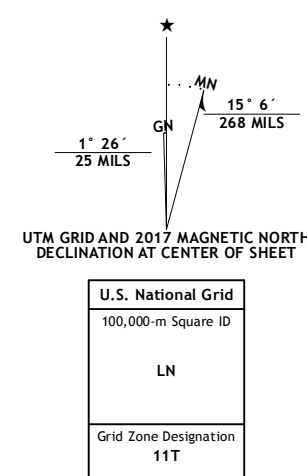 ★
MN
15° 6´
268 MILS
GN
1° 26´
25 MILS
UTM GRID AND 2017 MAGNETIC NORTH
DECLINATION AT CENTER OF SHEET
U.S. National Grid
100,000-m Square ID
LN
Grid Zone Designation
11T